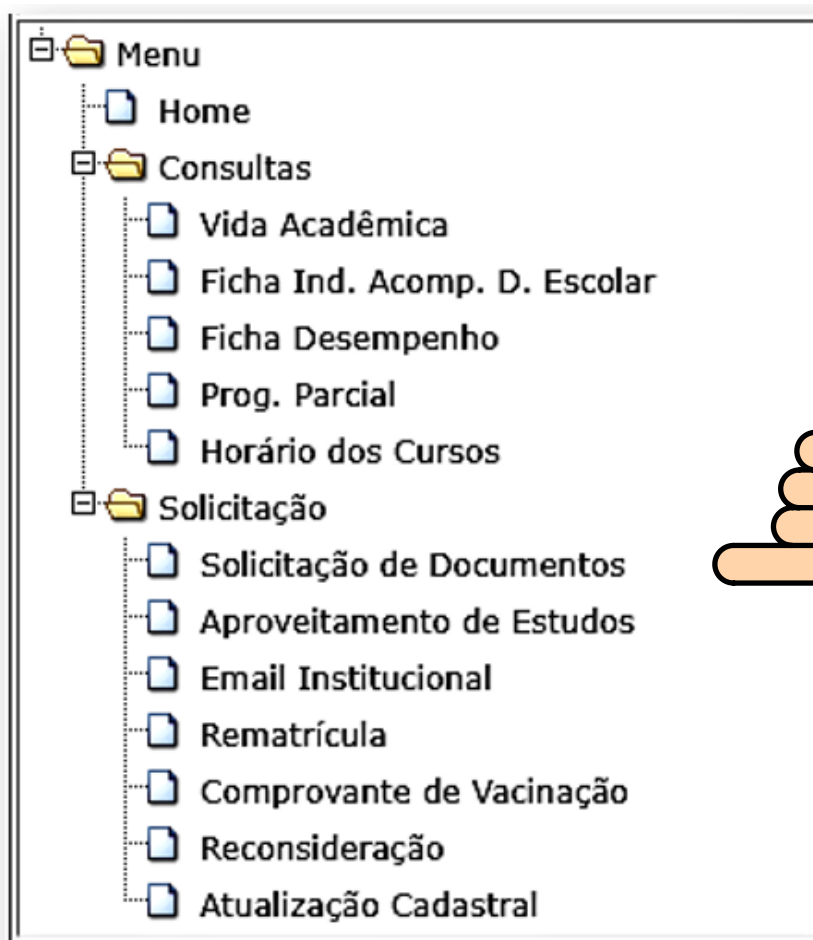 Menu
Home
Consultas
Vida Acadêmica
Ficha Ind. Acomp. D. Escolar
Ficha Desempenho
Prog. Parcial
Horário dos Cursos
Solicitação
Solicitação de Documentos
Aproveitamento de Estudos
Email Institucional
Rematrícula
Comprovante de Vacinação
Reconsideração
Atualização Cadastral